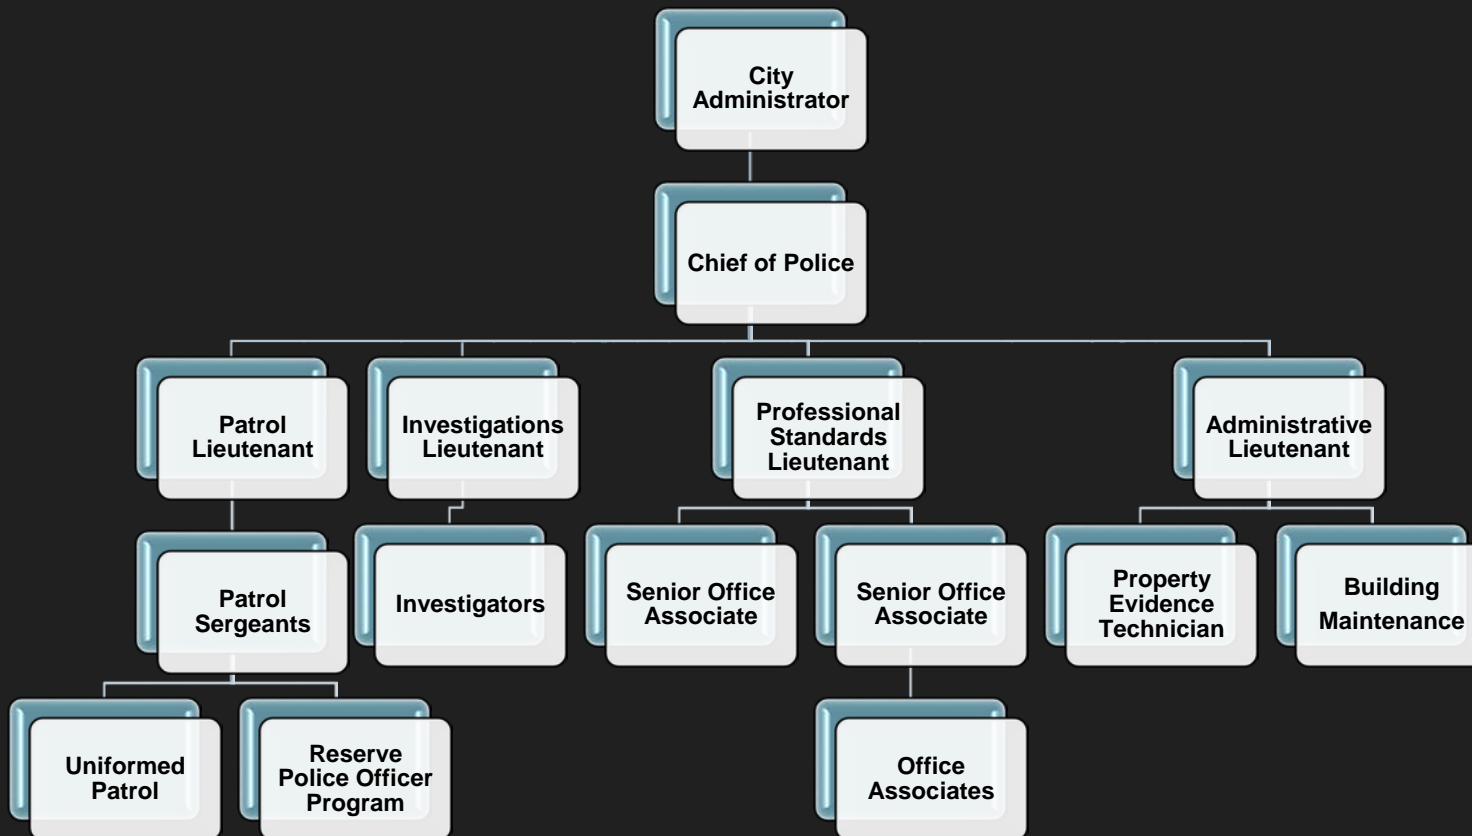 City
Administrator
Chief of Police
Patrol
Lieutenant
Investigations
Lieutenant
Professional
Standards
Lieutenant
Administrative
Lieutenant
Patrol
Sergeants
Investigators
Senior Office
Associate
Senior Office
Associate
Property
Evidence
Technician
Building
Maintenance
Uniformed
Patrol
Reserve
Police Officer
Program
Office
Associates